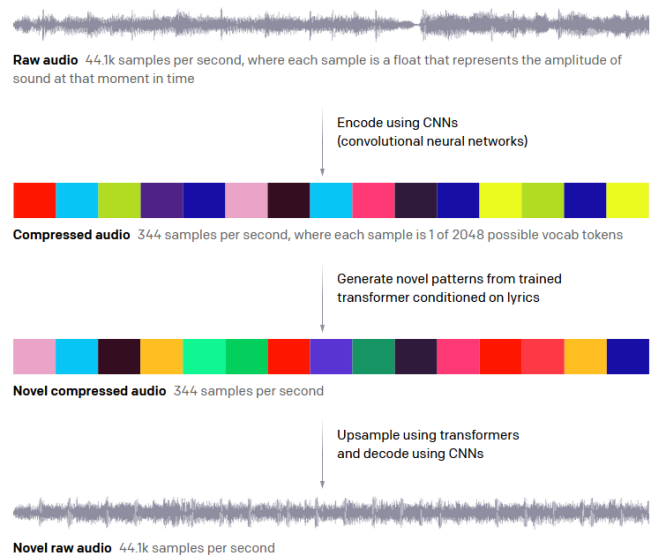 Raw audio 44.1k samples per second, where each sample is a float that represents the amplitude of
sound at that moment in time
Encode using CNNs
(convolutional neural networks)
Compressed audio 344 samples per second, where each sample is 1 of 2048 possible vocab tokens
Generate novel patterns from trained
transformer conditioned on lyrics
Novel compressed audio 344 samples per second
Upsample using transformers
and decode using CNNs
Novel raw audio 44.1k samples per second